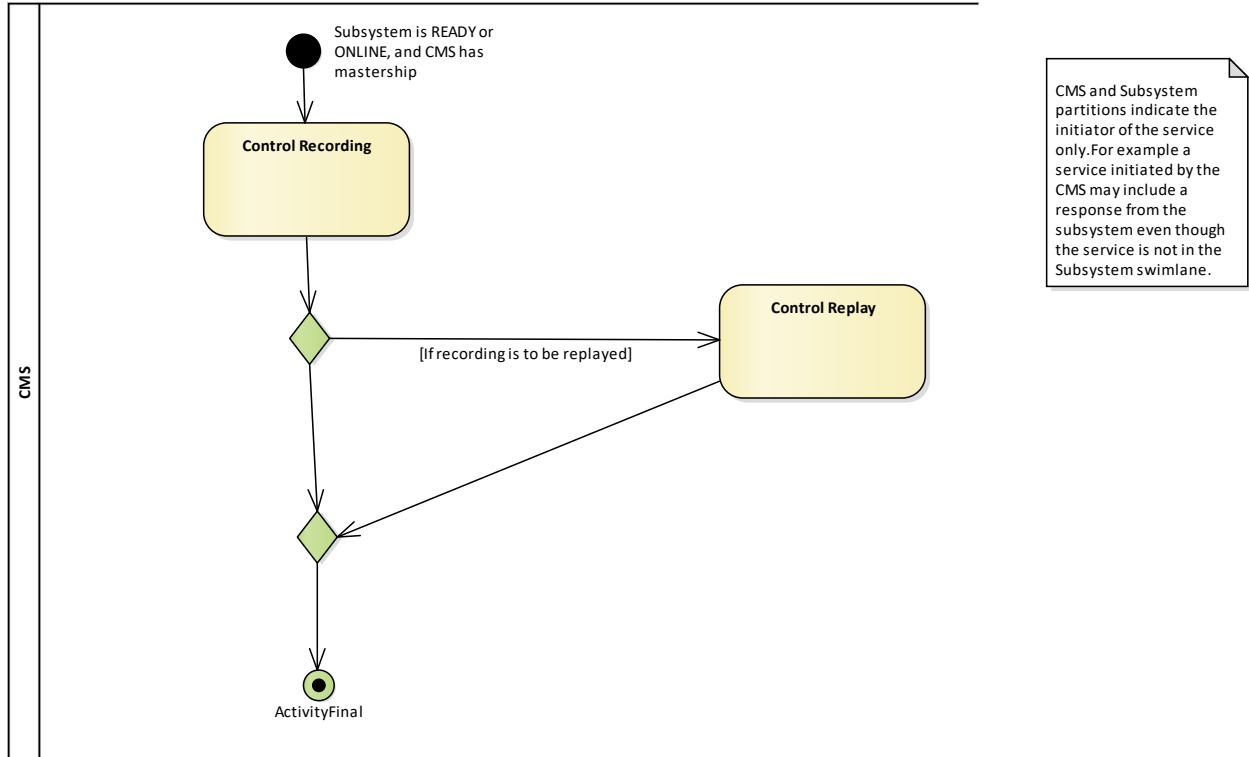 Subsystem is READY or
ONLINE, and CMS has
mastership
Control Recording
CMS and Subsystem
partitions indicate the
initiator of the service
only.For example a
service initiated by the
CMS may include a
response from the
subsystem even though
the service is not in the
Subsystem swimlane.
Control Replay
[If recording is to be replayed]
CMS
ActivityFinal